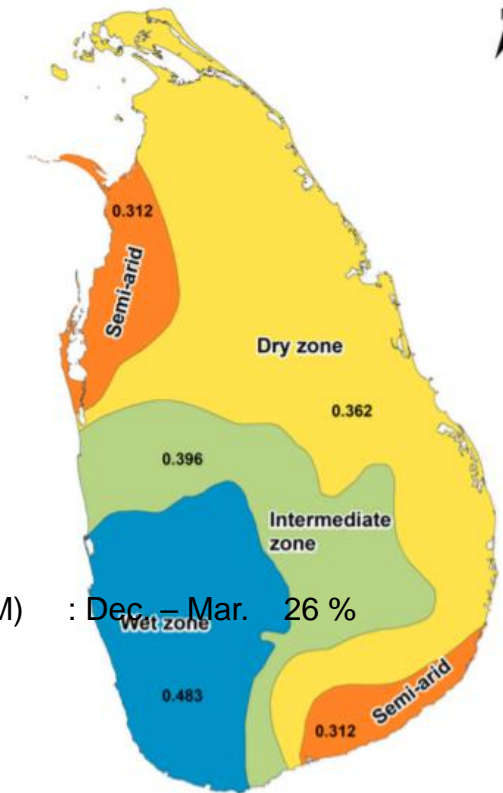 0.312
Semi-arid
Dry zone
0.362
0.396
Intermediate
zone
M) : Dec. – Mar. 26 %
Wet zone
0.483
Semi-arid
0.312